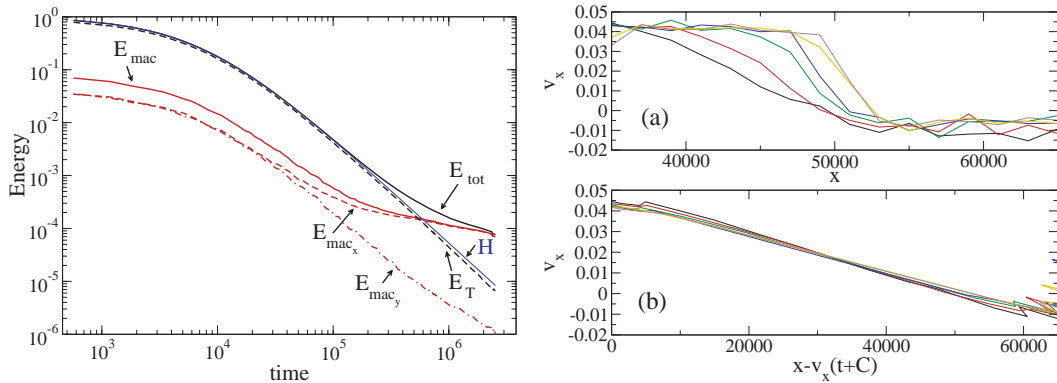 10^0
10^-1
10^-2
10^-3
10^-4
10^-5
10^-6
Energy
E_mac
E_tot
E_mac_x
H
E_T
E_mac_y
10^3
10^4
10^5
10^6
time
0.05
0.04
0.03
0.02
0.01
0
-0.01
-0.02
v_x
(a)
40000
50000
60000
x
0.05
0.04
0.03
0.02
0.01
0
-0.01
-0.02
v_x
(b)
0
20000
40000
60000
x-v_x(t+C)